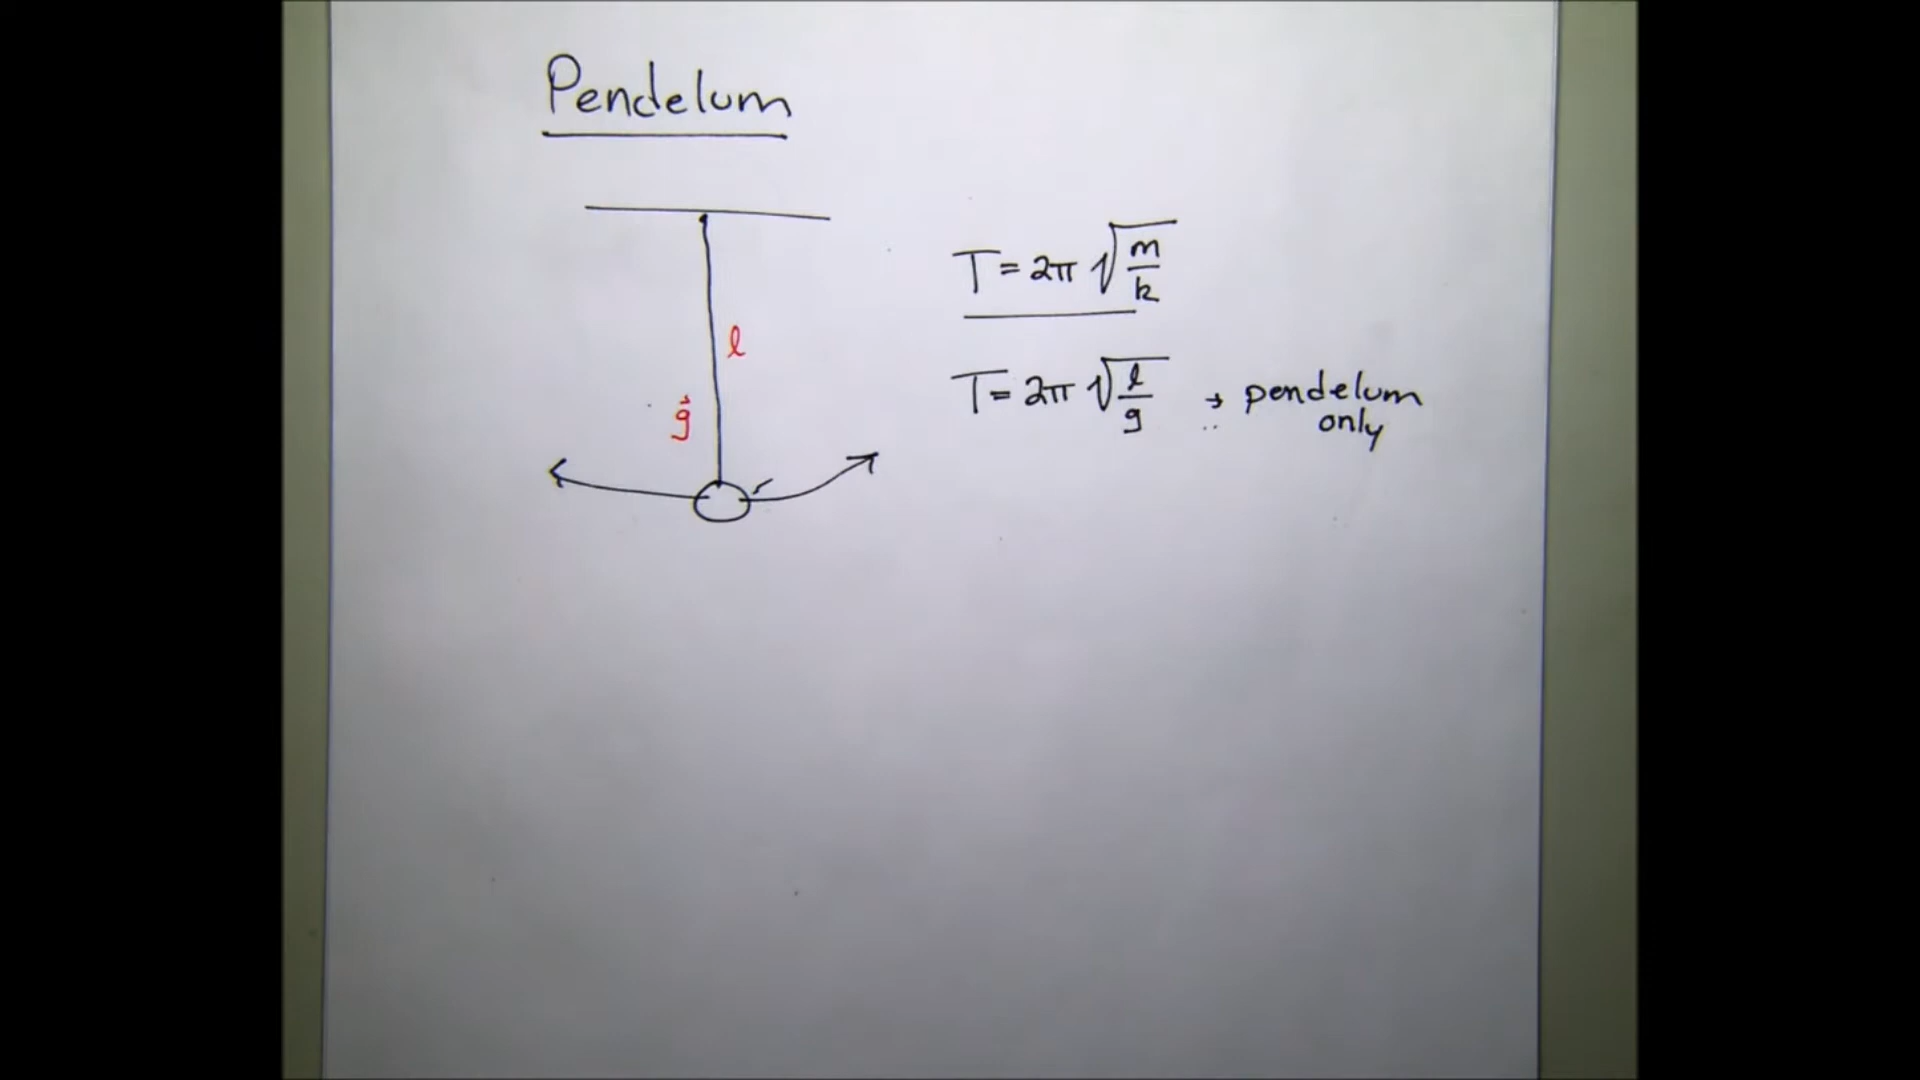 Pendelum
T = 2π √(m/k)
l
T = 2π √(l/g) → pendelum
only
g⃗